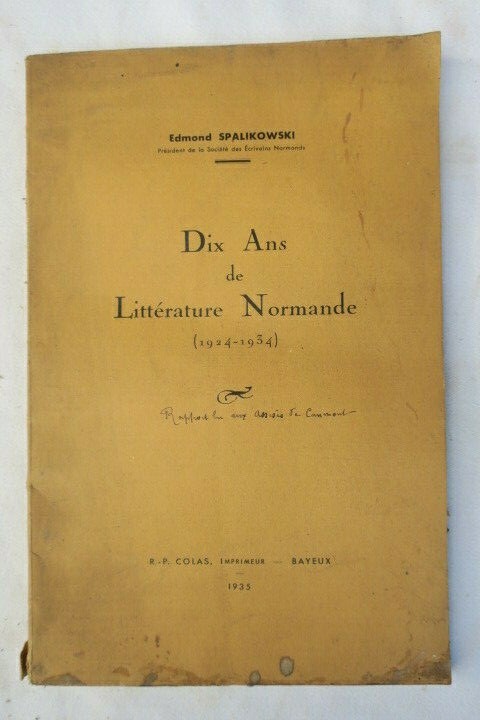 Edmond SPALIKOWSKI
Président de la Société des Écrivains Normands
Dix Ans
de
Littérature Normande
(1924-1934)
Rapport lu aux Assises de Caumont
R.-P. COLAS, IMPRIMEUR — BAYEUX
1935